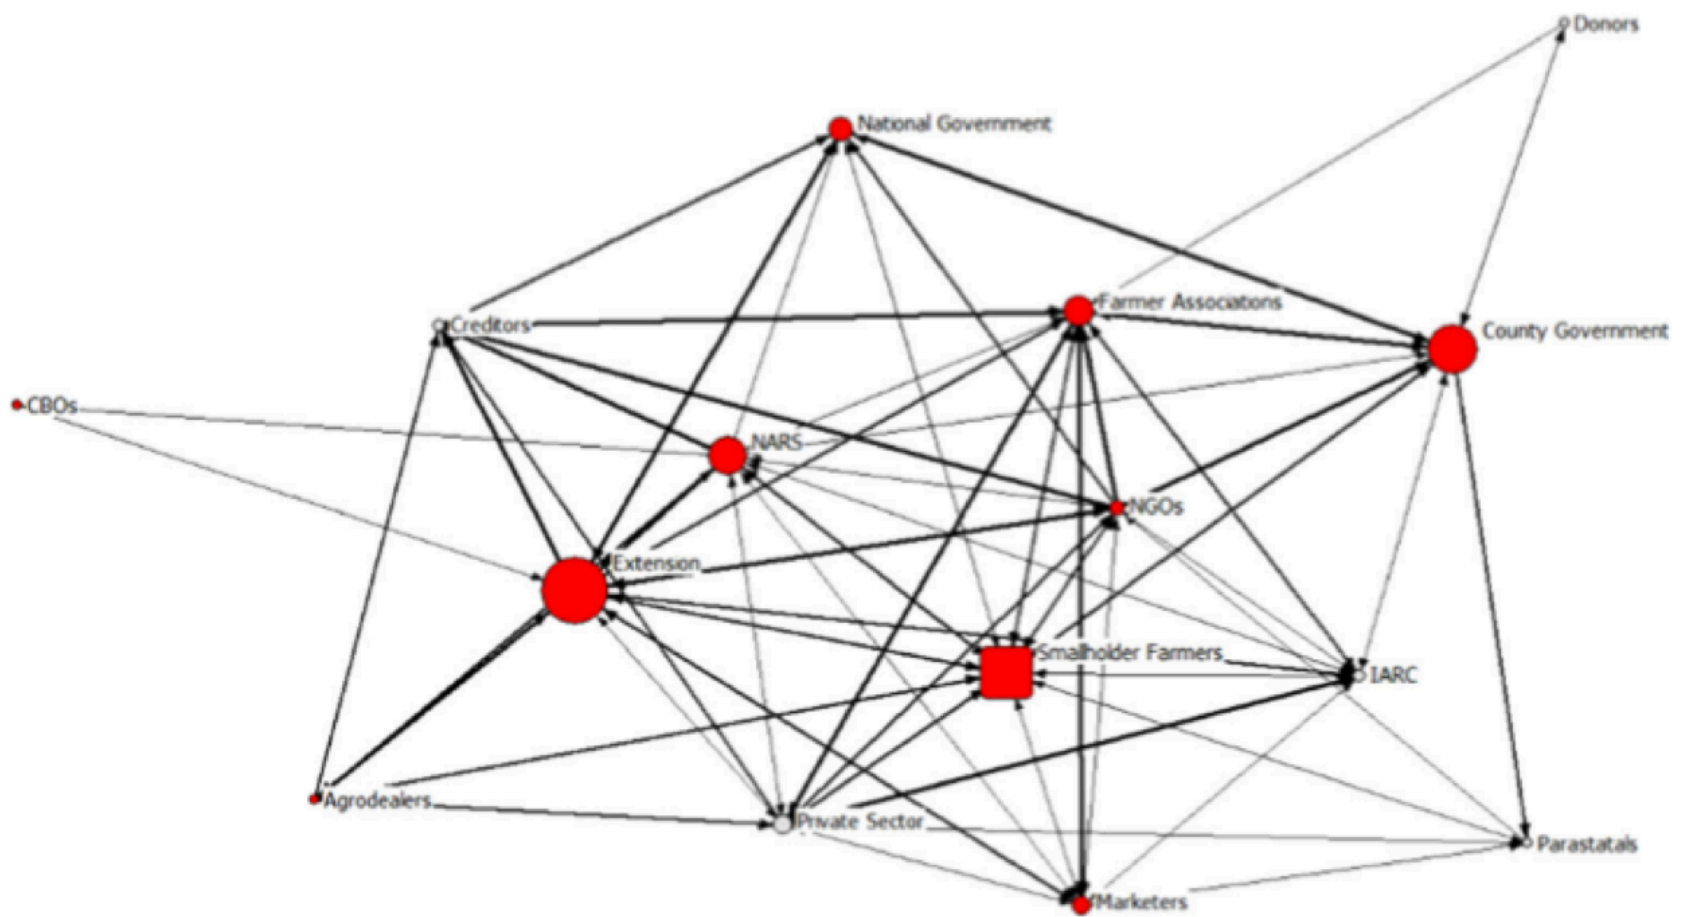 Donors
National Government
Farmer Associations
Creditors
County Government
CBOs
NARS
NGOs
Extension
Smallholder Farmers
IARC
Agrodealers
Private Sector
Parastatals
Marketers